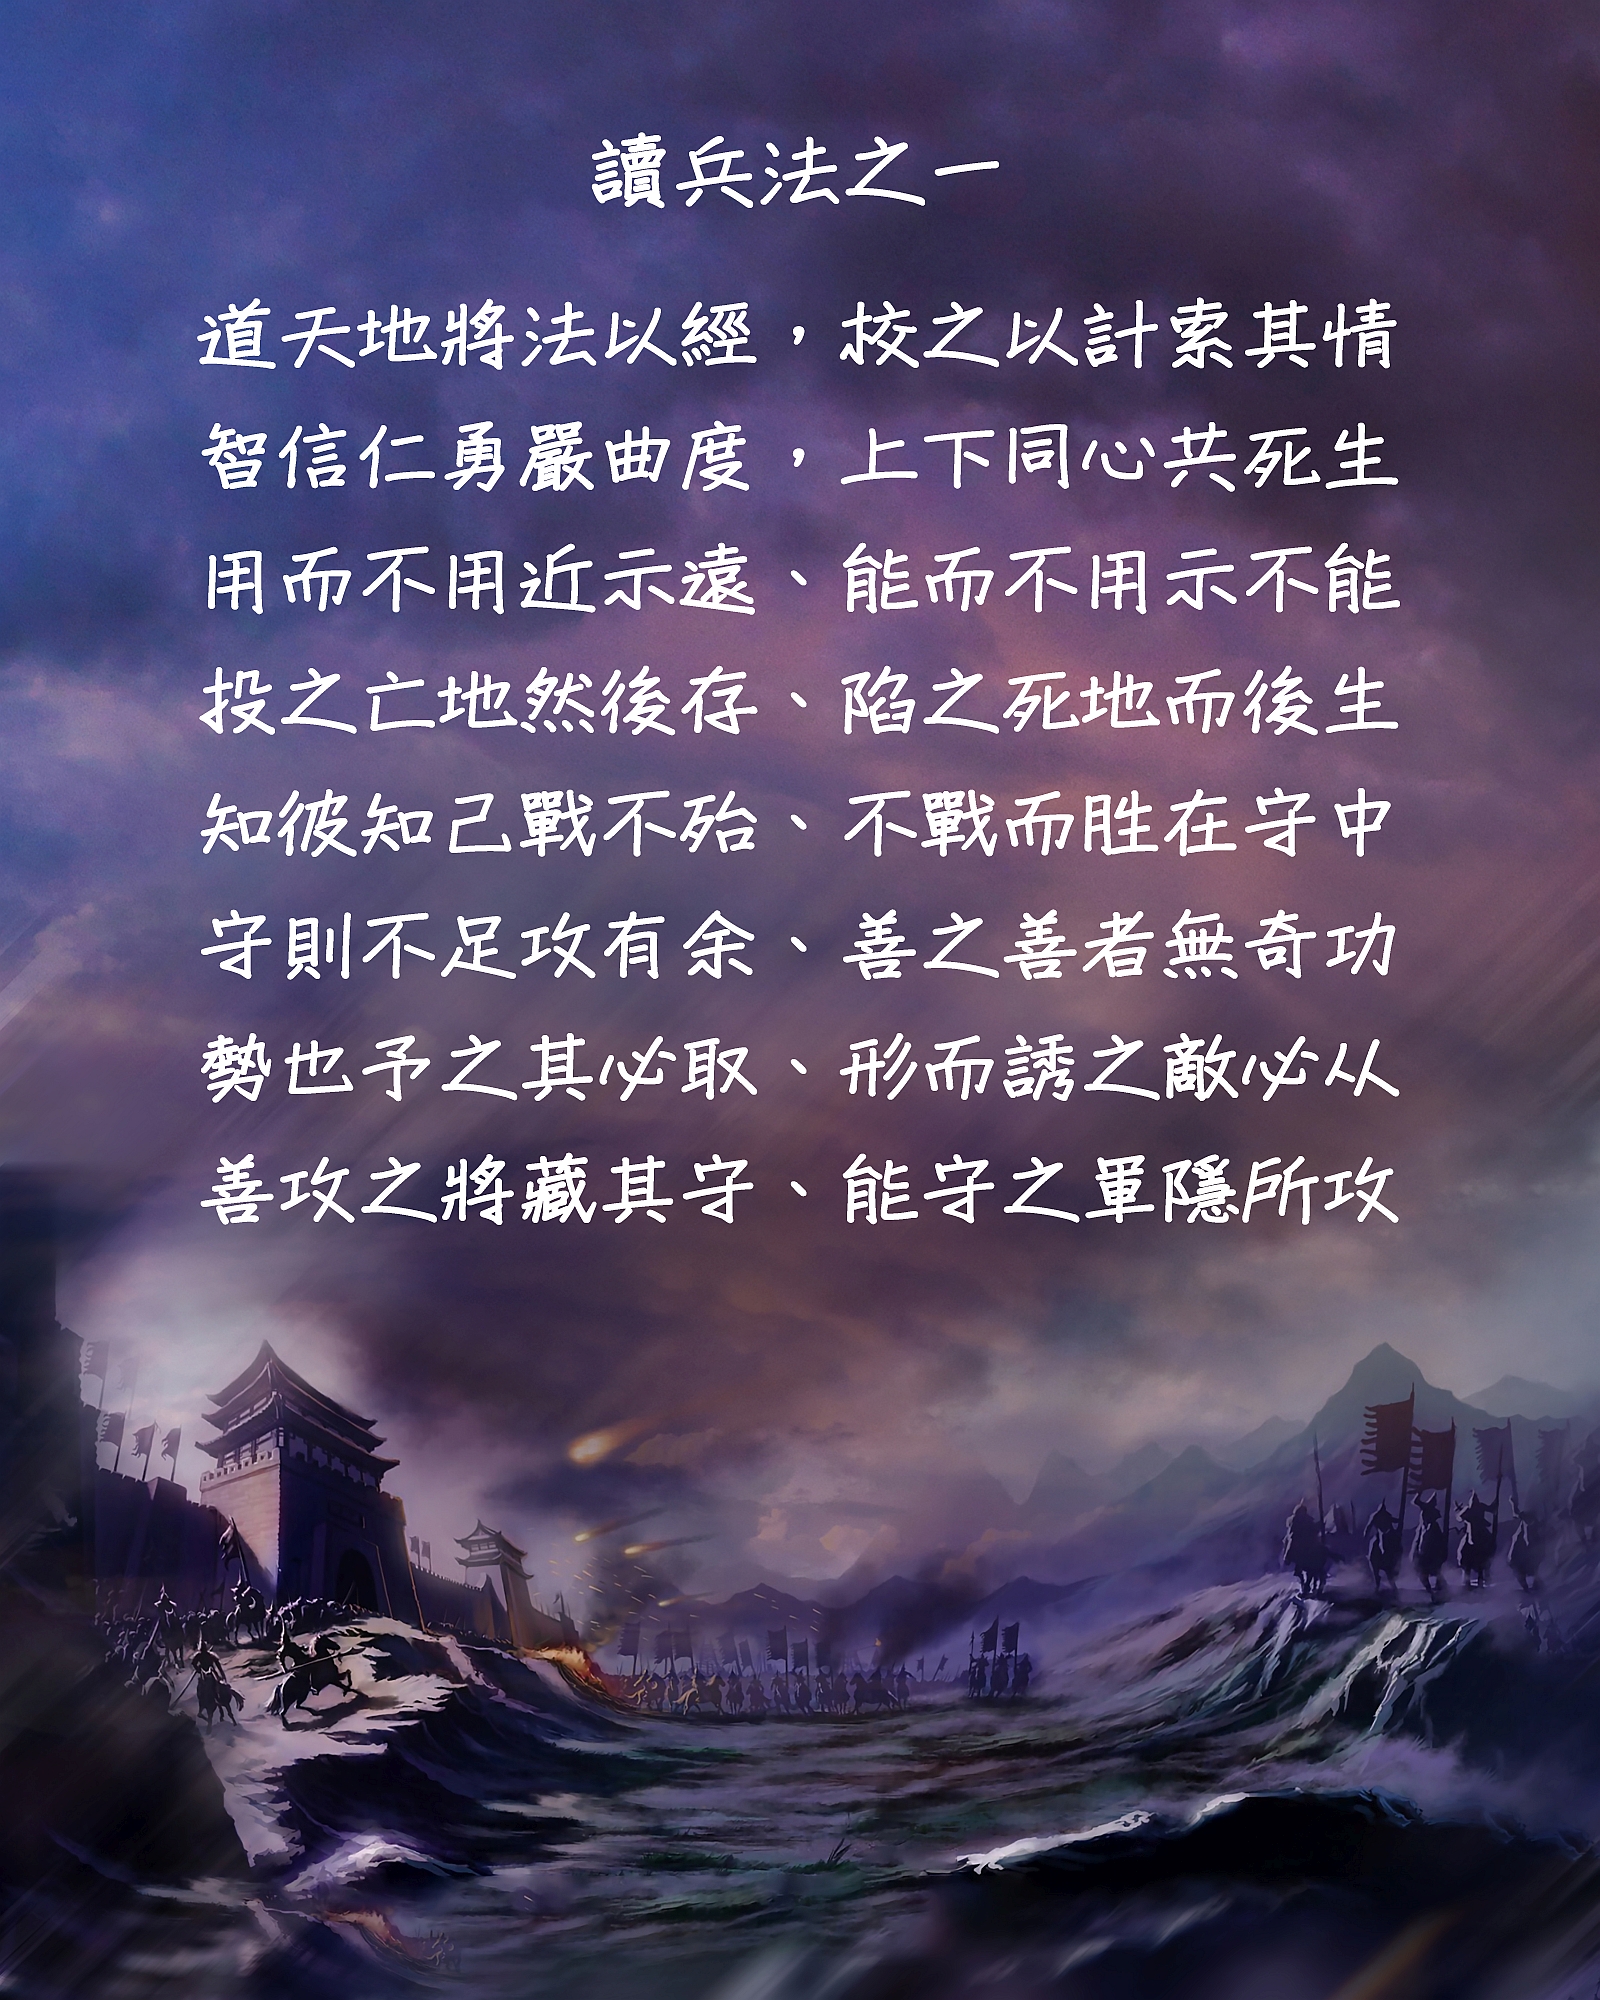 讀兵法之一
道天地將法以經，校之以計索其情
智信仁勇嚴曲度，上下同心共死生
用而不用近示遠、能而不用示不能
投之亡地然後存、陷之死地而後生
知彼知己戰不殆、不戰而胜在守中
守則不足攻有余、善之善者無奇功
勢也予之其必取、形而誘之敵必从
善攻之將藏其守、能守之軍隱所攻